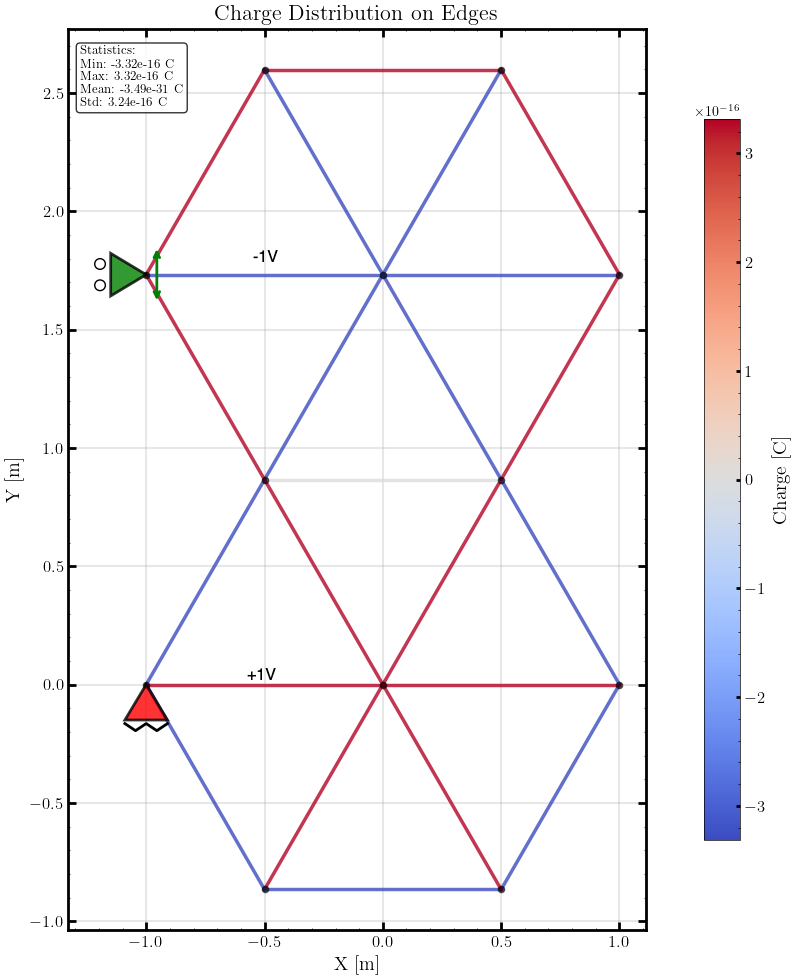 Charge Distribution on Edges
Statistics:
Min: -3.32e-16 C
Max: 3.32e-16 C
Mean: -3.49e-31 C
Std: 3.24e-16 C
×10⁻¹⁶
3
2
1
0
−1
−2
−3
Charge [C]
-1V
+1V
2.5
2.0
1.5
1.0
0.5
0.0
−0.5
−1.0
Y [m]
−1.0 −0.5 0.0 0.5 1.0
X [m]